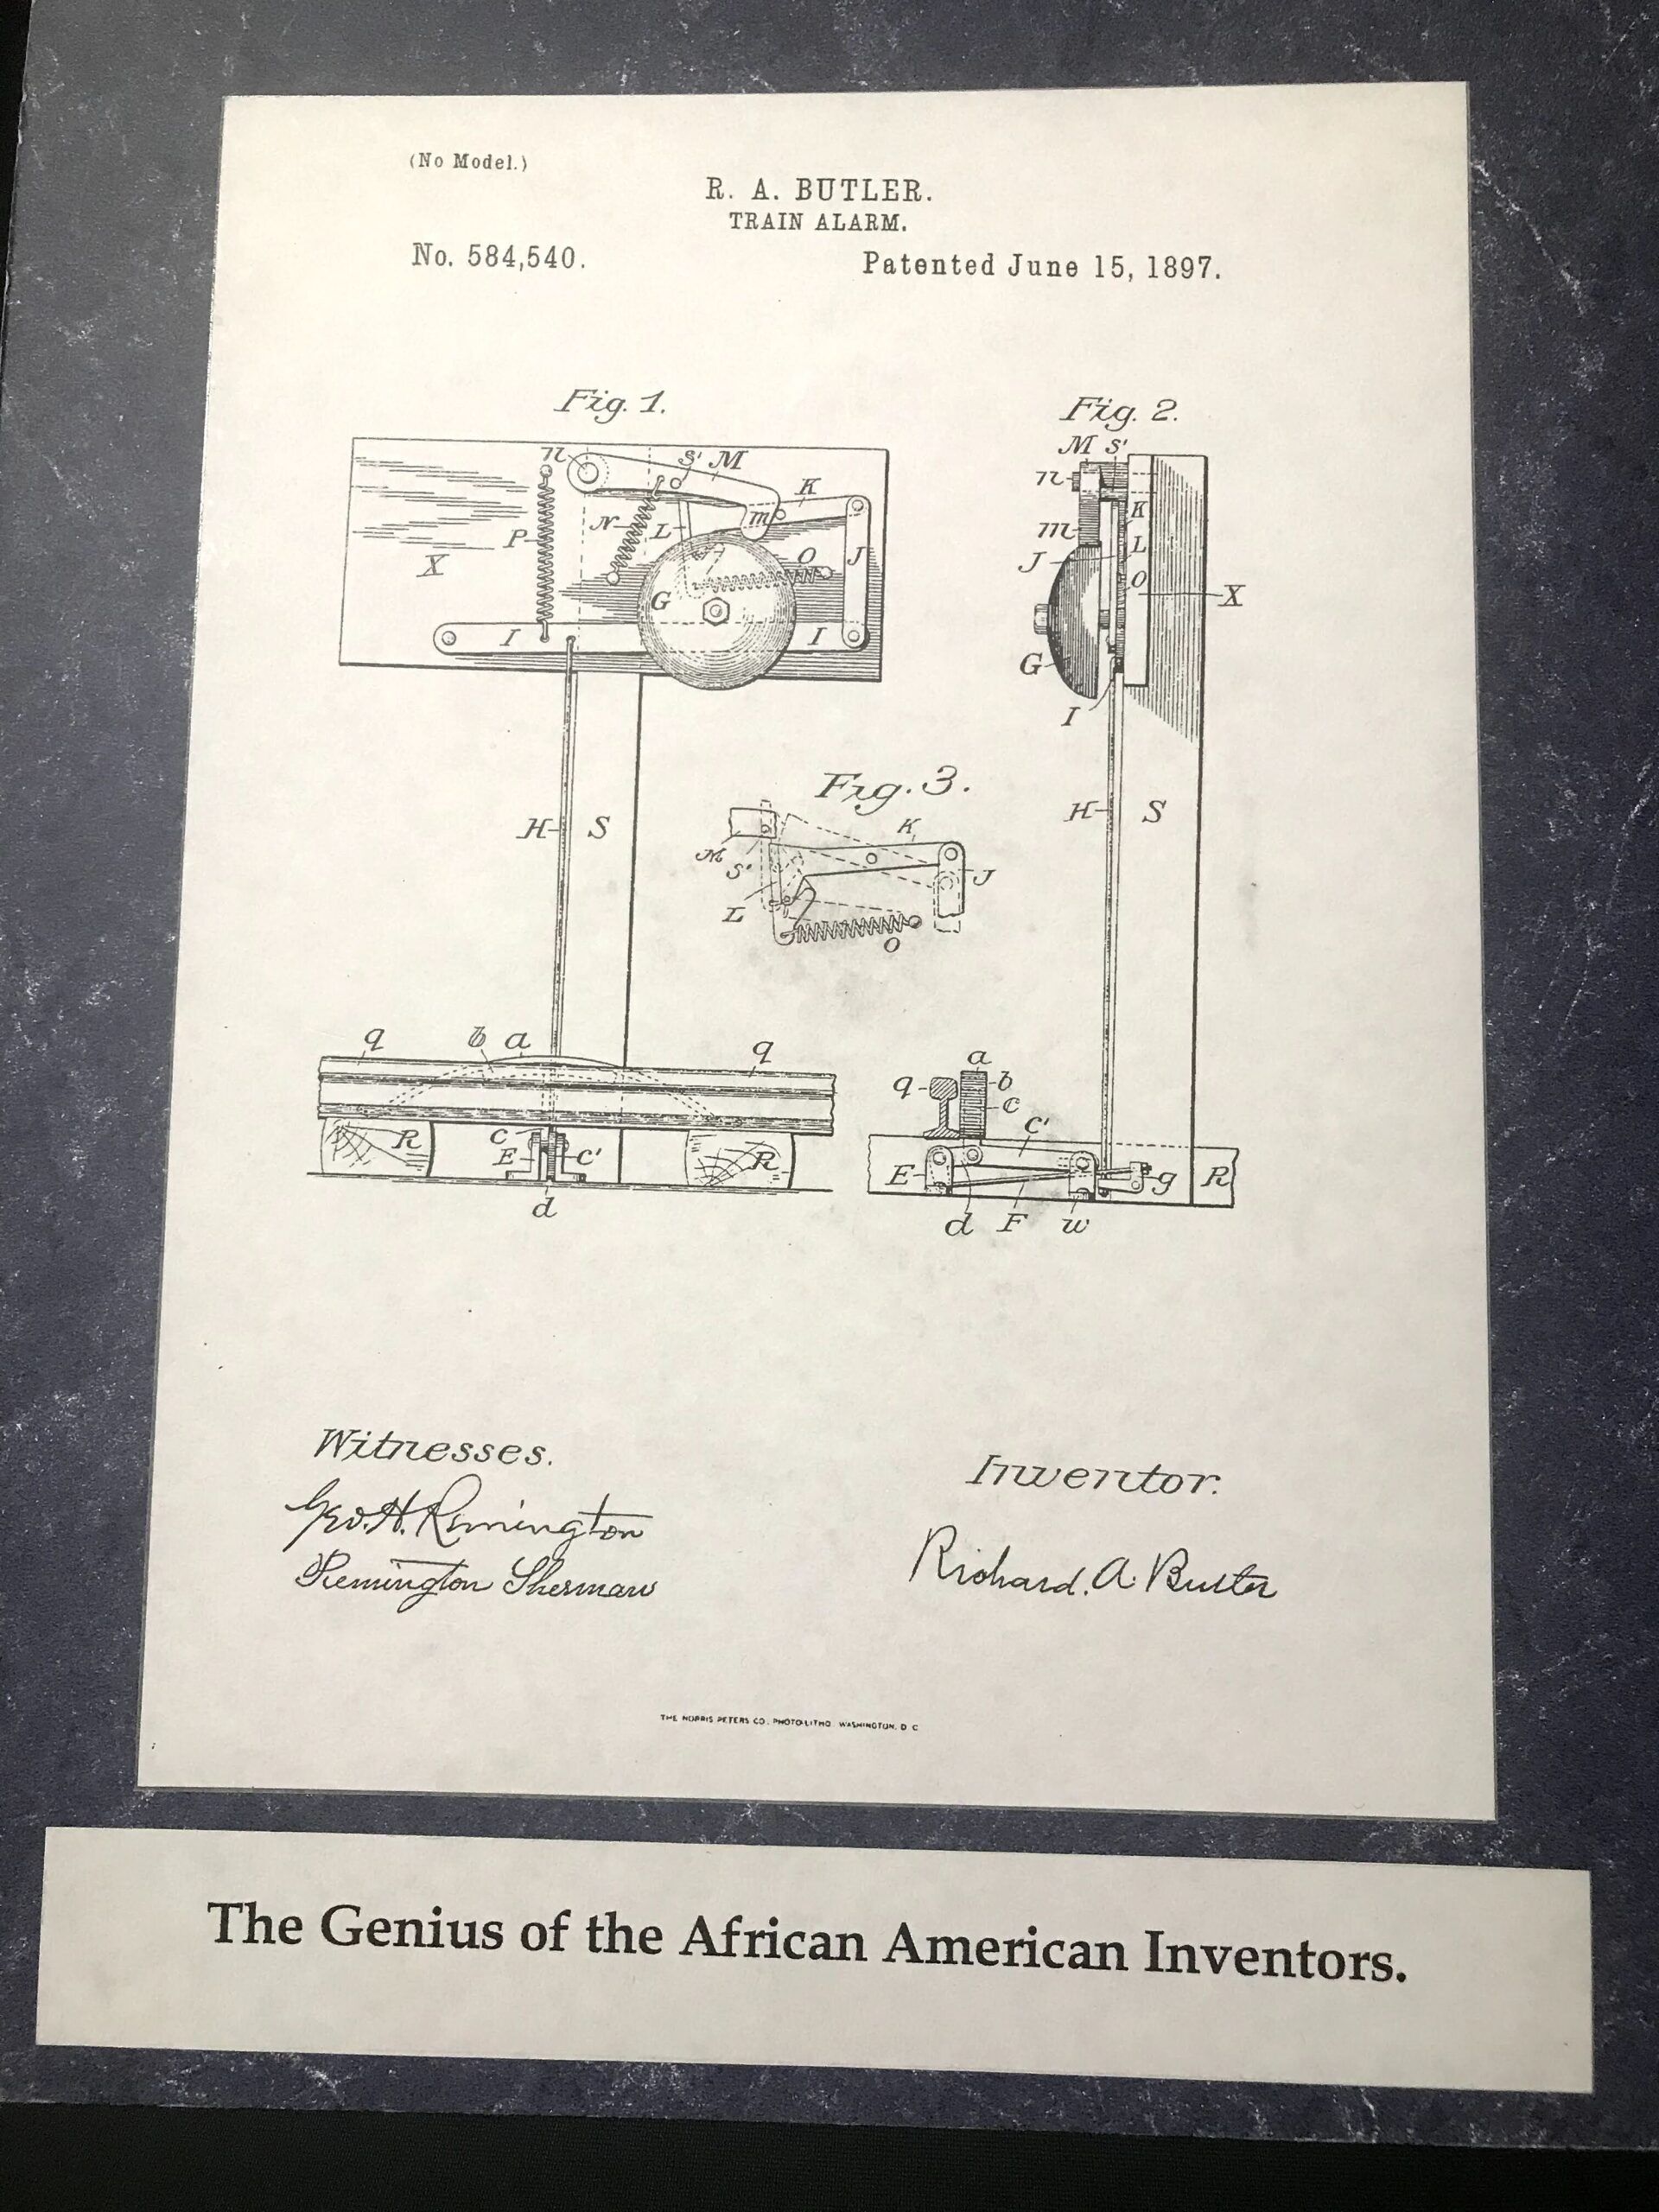 (No Model.)
R. A. BUTLER.
TRAIN ALARM.
No. 584,540.
Patented June 15, 1897.
Fig. 1.
Fig. 2.
n S' M
K
P N L m
X
O J
G
I I
M S'
n
K
m
L
J
O
X
G
I
H S
H S
Fig. 3.
K
M
S'
J
L
O
q b a q
R c E c' R
d
a
q b
c
c'
E g R
d F w
Witnesses.
Geo. H. Remington
Remington Sherman
Inventor.
Richard. A. Butler
THE NORRIS PETERS CO., PHOTO-LITHO., WASHINGTON, D. C.
The Genius of the African American Inventors.